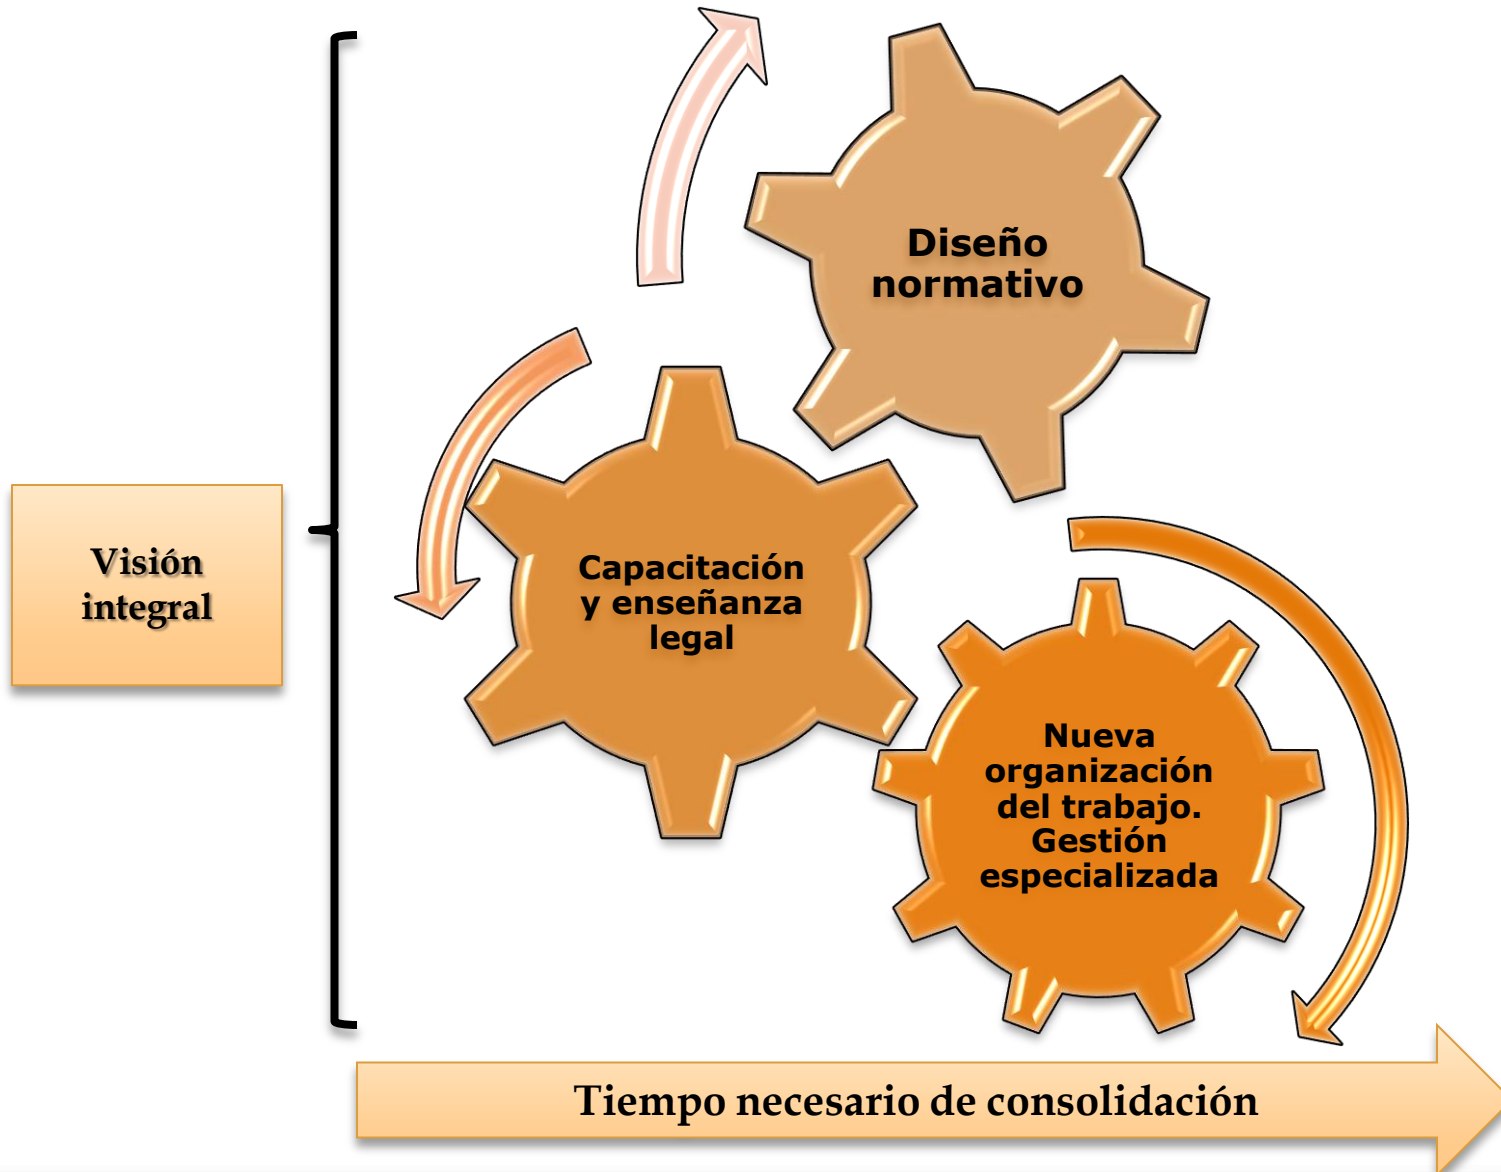 Diseño
normativo
Capacitación
y enseñanza
legal
Visión
integral
Nueva
organización
del trabajo.
Gestión
especializada
Tiempo necesario de consolidación